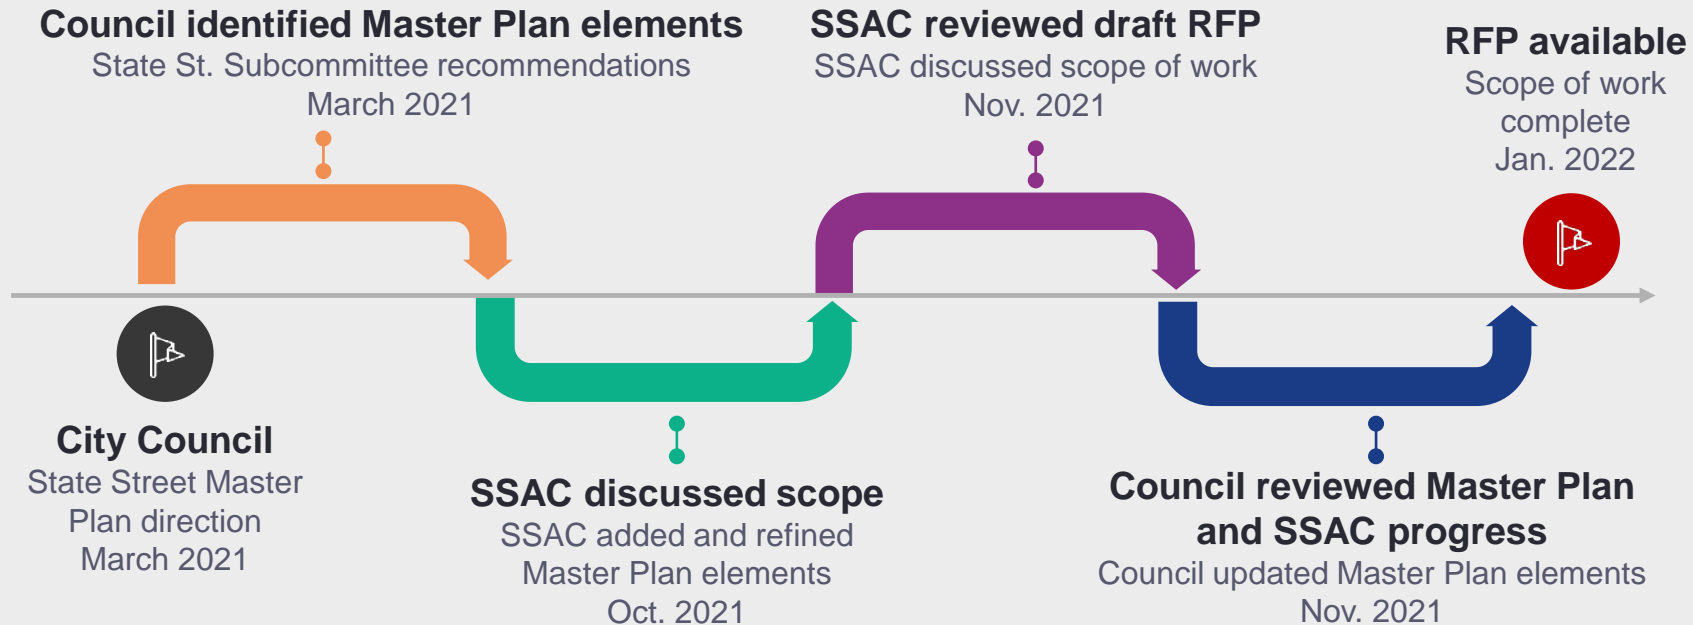 Council identified Master Plan elements
State St. Subcommittee recommendations
March 2021
SSAC reviewed draft RFP
SSAC discussed scope of work
Nov. 2021
RFP available
Scope of work
complete
Jan. 2022
City Council
State Street Master
Plan direction
March 2021
SSAC discussed scope
SSAC added and refined
Master Plan elements
Oct. 2021
Council reviewed Master Plan
and SSAC progress
Council updated Master Plan elements
Nov. 2021